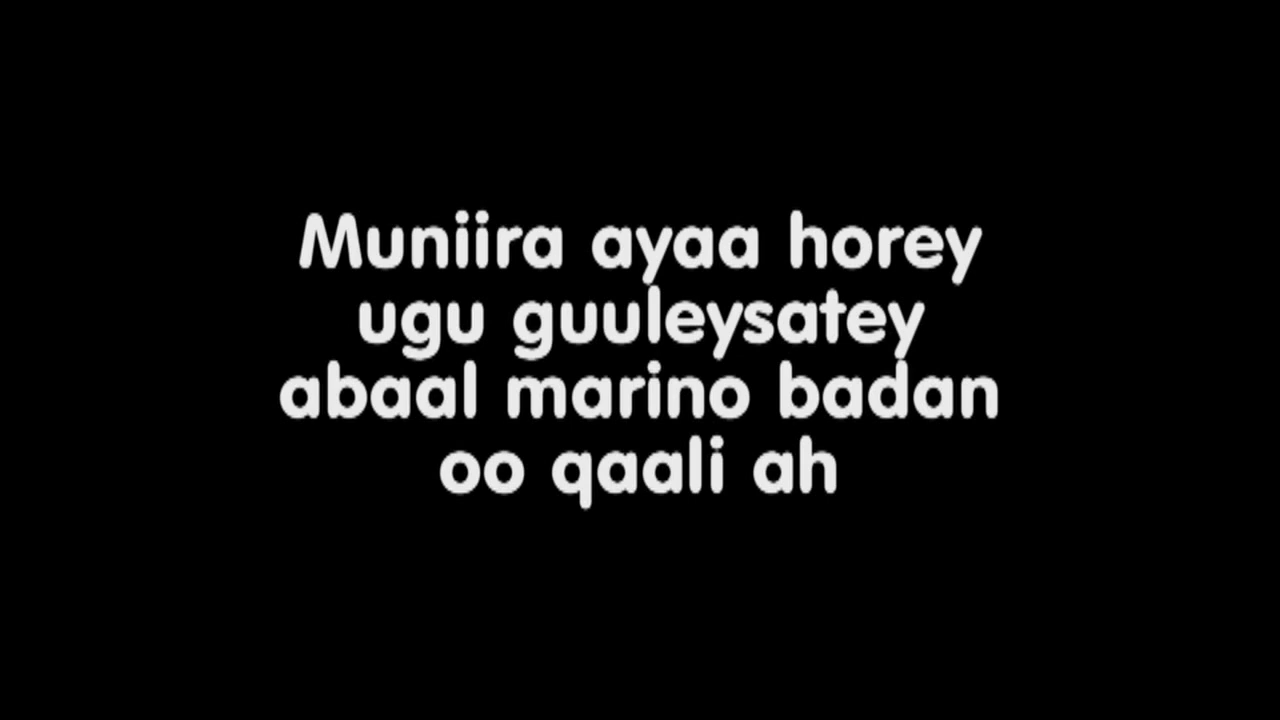 Muniira ayaa horey
ugu guuleysatey
abaal marino badan
oo qaali ah